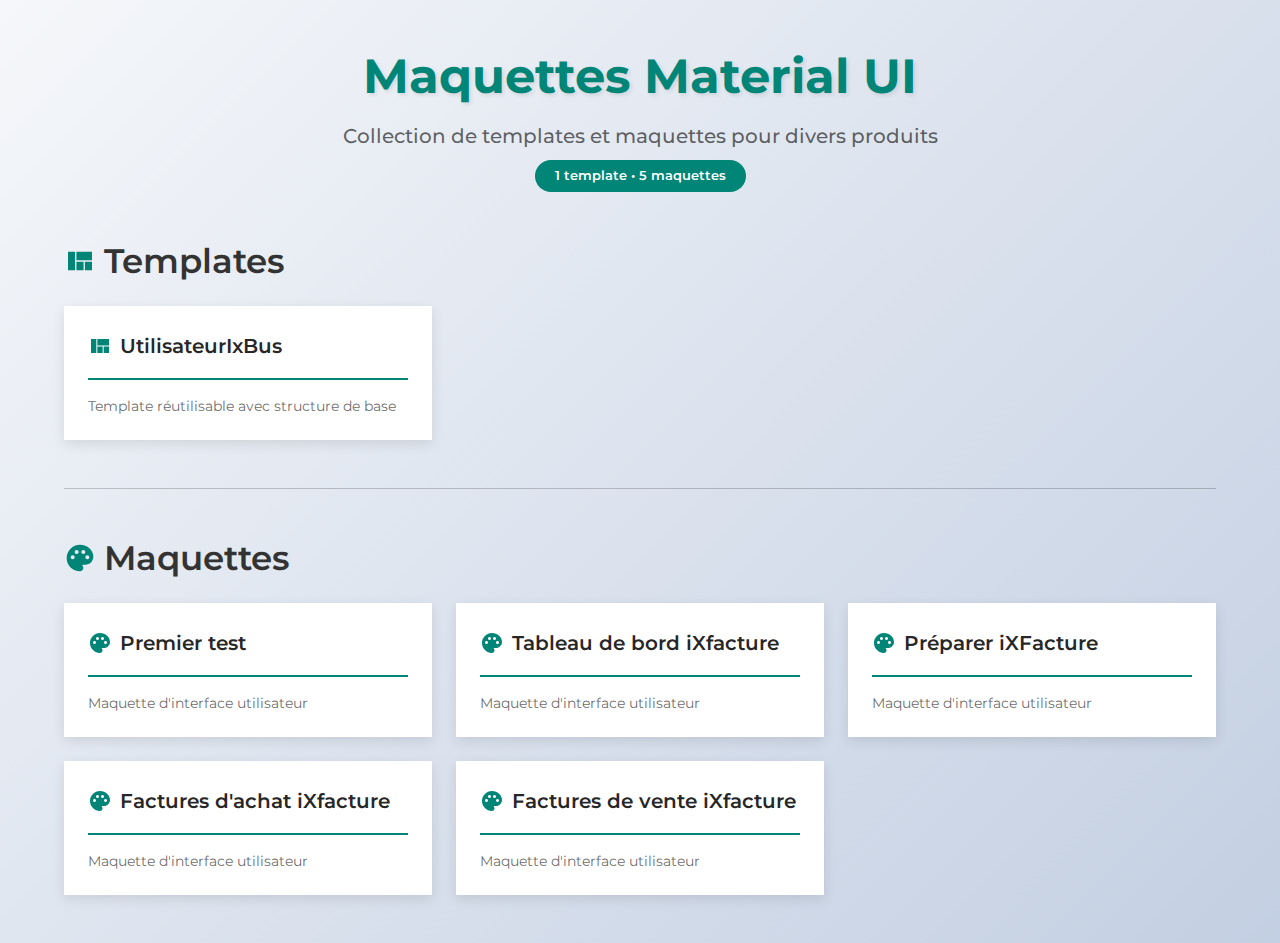 Maquettes Material UI
Collection de templates et maquettes pour divers produits
1 template • 5 maquettes
Templates
UtilisateurIxBus
Template réutilisable avec structure de base
Maquettes
Premier test
Maquette d'interface utilisateur
Tableau de bord iXfacture
Maquette d'interface utilisateur
Préparer iXFacture
Maquette d'interface utilisateur
Factures d'achat iXfacture
Maquette d'interface utilisateur
Factures de vente iXfacture
Maquette d'interface utilisateur